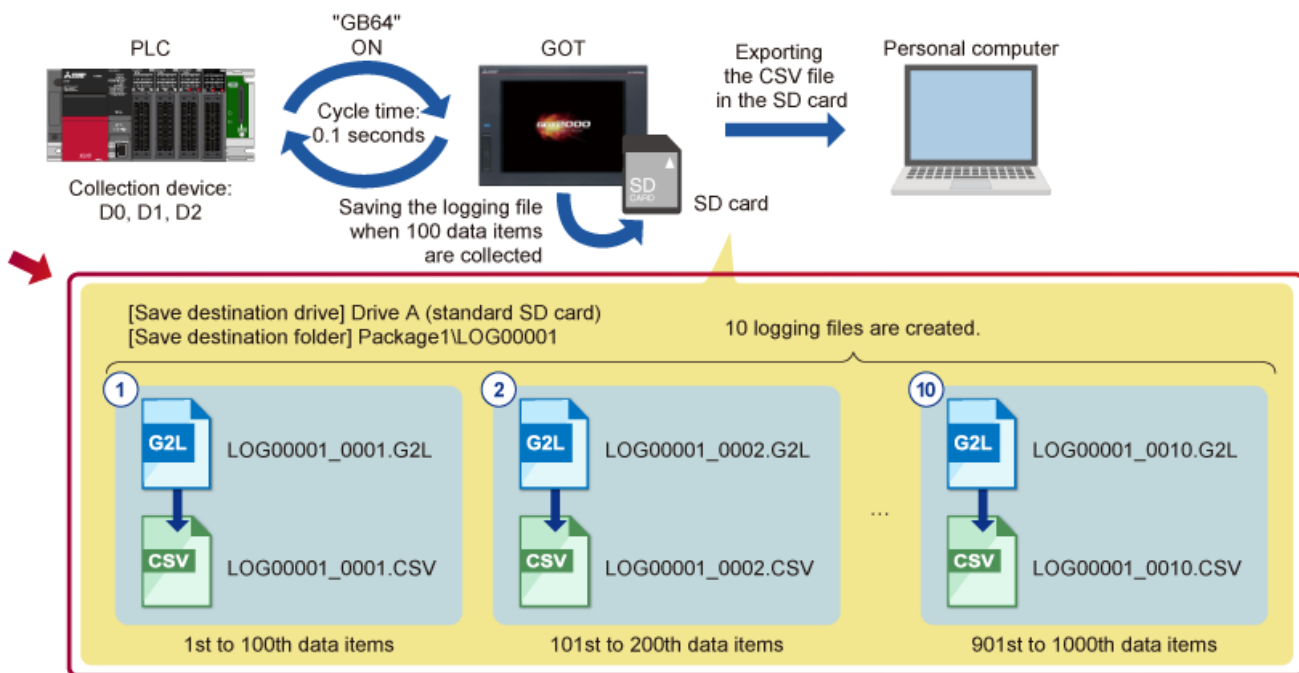 "GB64"
ON
PLC
GOT
Exporting
the CSV file
in the SD card
Personal computer
Cycle time:
0.1 seconds
GOT2000
Collection device:
D0, D1, D2
Saving the logging file
when 100 data items
are collected
SD
CARD
SD card
[Save destination drive] Drive A (standard SD card)
[Save destination folder] Package1\LOG00001
10 logging files are created.
1
G2L
LOG00001_0001.G2L
CSV
LOG00001_0001.CSV
1st to 100th data items
2
G2L
LOG00001_0002.G2L
CSV
LOG00001_0002.CSV
101st to 200th data items
...
10
G2L
LOG00001_0010.G2L
CSV
LOG00001_0010.CSV
901st to 1000th data items